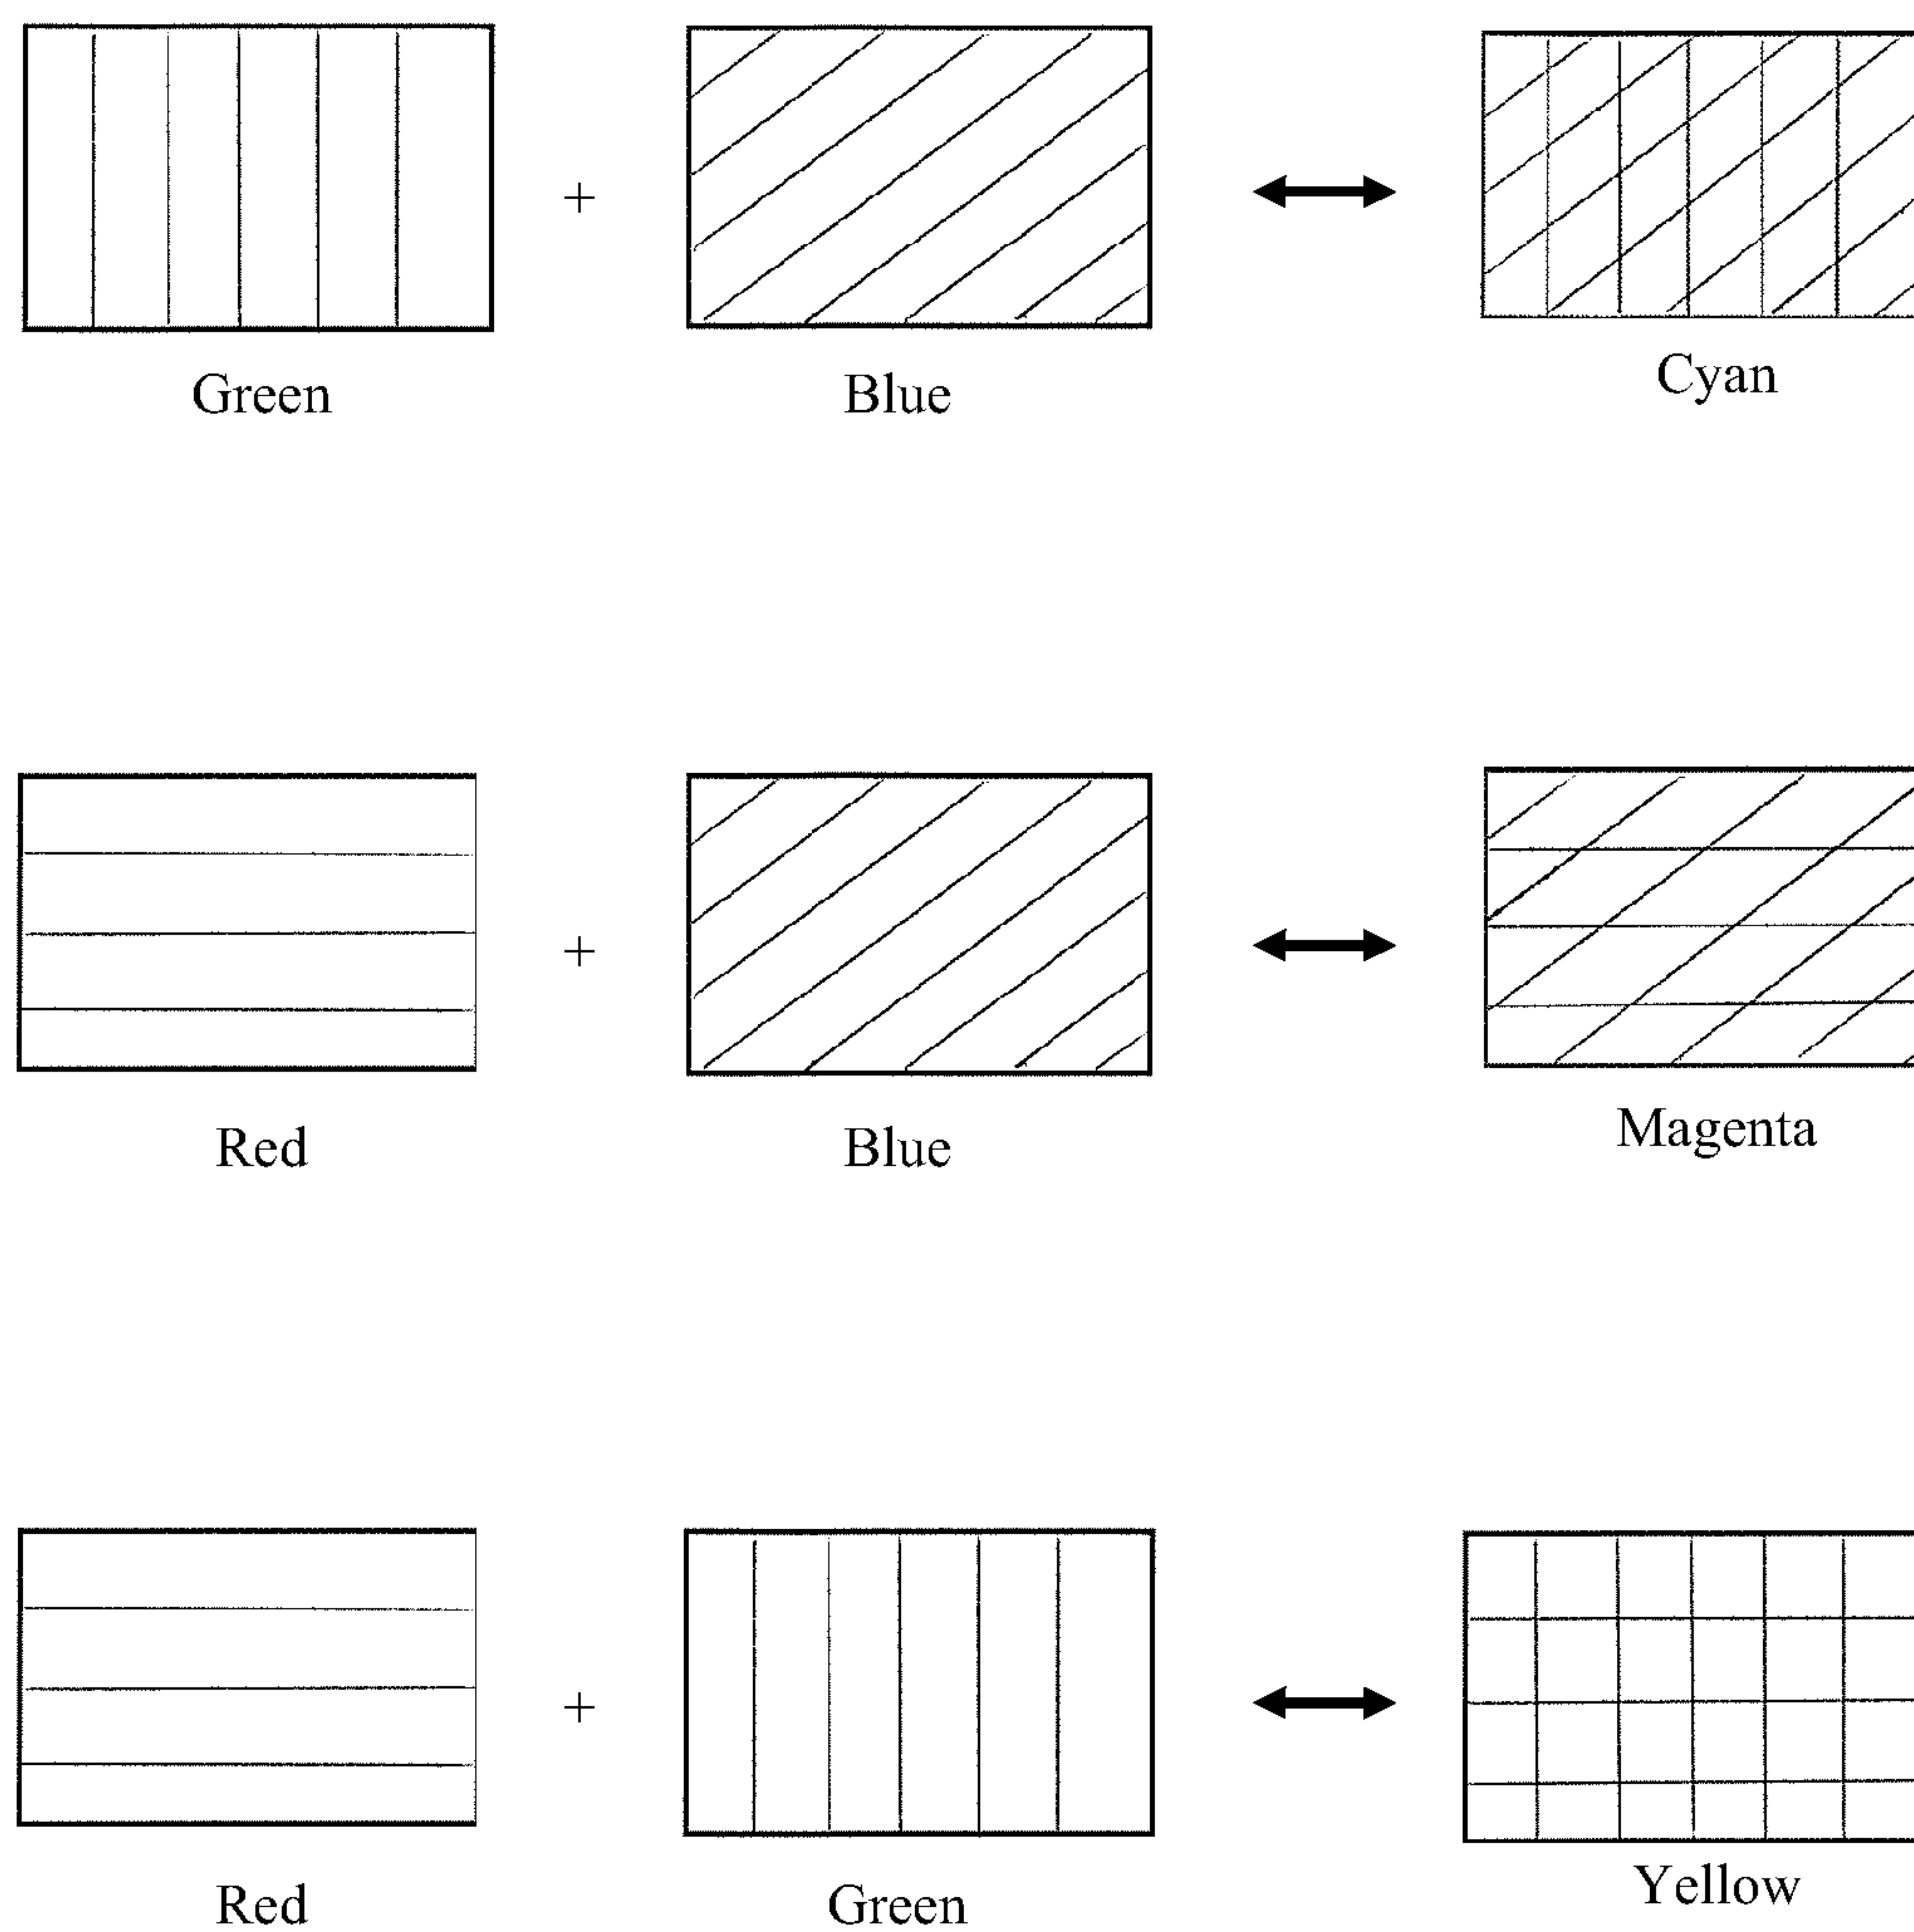 +
Green Blue Cyan
+
Red Blue Magenta
+
Red Green Yellow